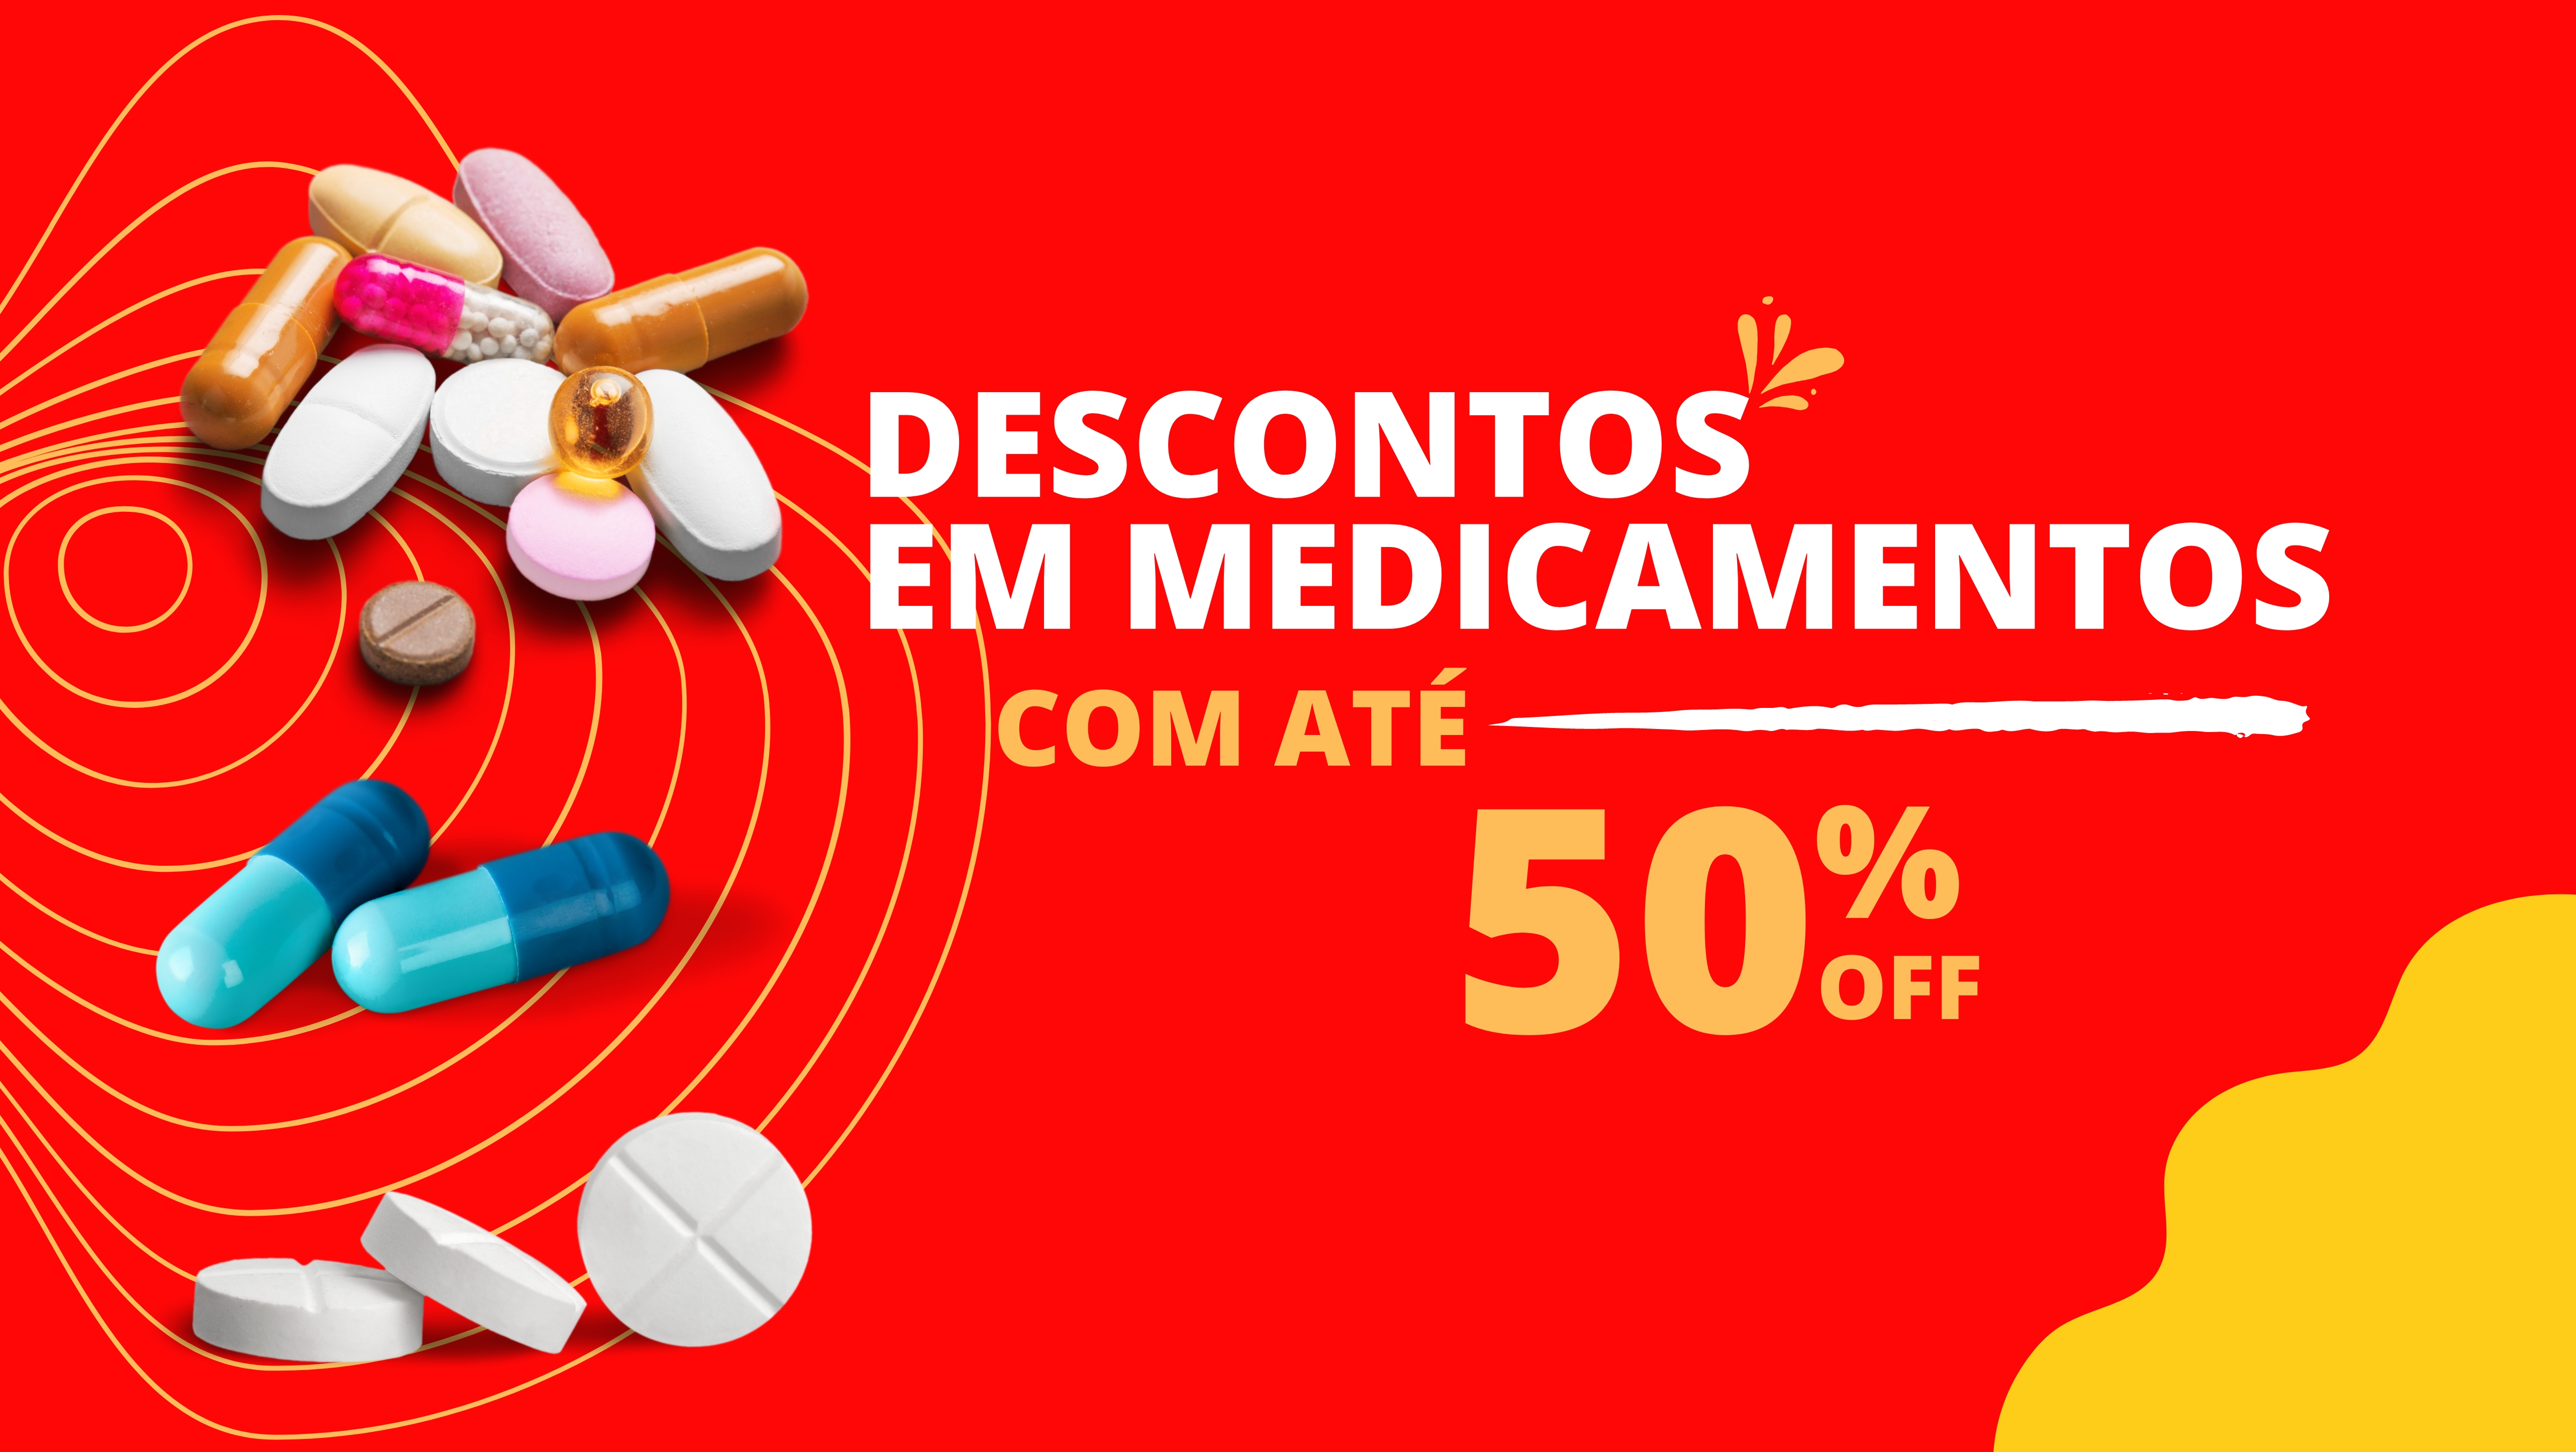 DESCONTOS
EM MEDICAMENTOS
COM ATÉ
50%
OFF